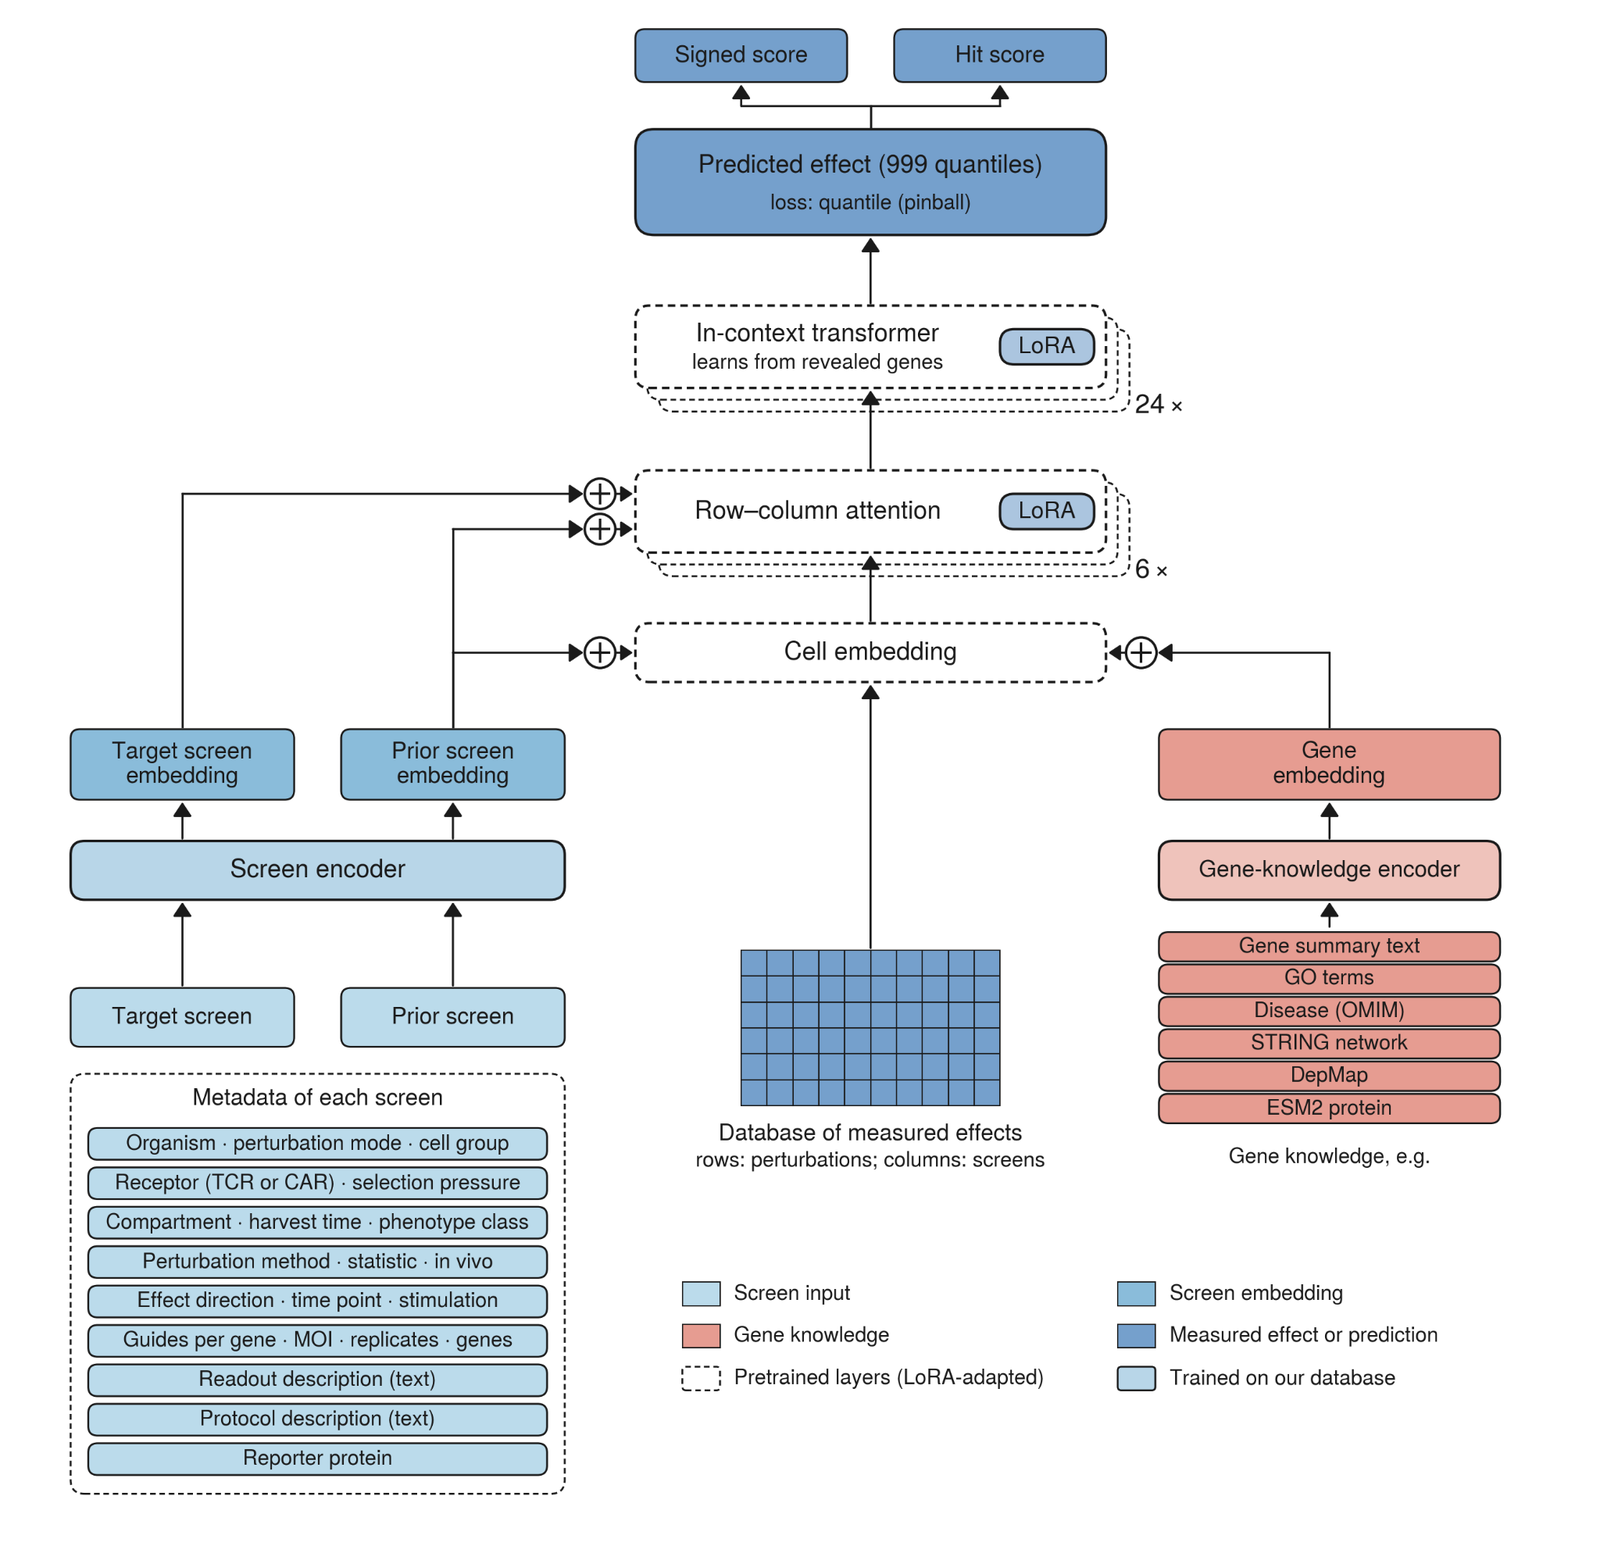 Signed score
Hit score
Predicted effect (999 quantiles)
loss: quantile (pinball)
In-context transformer
learns from revealed genes
LoRA
24 ×
Row–column attention
LoRA
6 ×
Cell embedding
Target screen
embedding
Prior screen
embedding
Gene
embedding
Screen encoder
Gene-knowledge encoder
Target screen
Prior screen
Gene summary text
GO terms
Disease (OMIM)
STRING network
DepMap
ESM2 protein
Gene knowledge, e.g.
Database of measured effects
rows: perturbations; columns: screens
Metadata of each screen
Organism · perturbation mode · cell group
Receptor (TCR or CAR) · selection pressure
Compartment · harvest time · phenotype class
Perturbation method · statistic · in vivo
Effect direction · time point · stimulation
Guides per gene · MOI · replicates · genes
Readout description (text)
Protocol description (text)
Reporter protein
Screen input
Screen embedding
Gene knowledge
Measured effect or prediction
Pretrained layers (LoRA-adapted)
Trained on our database